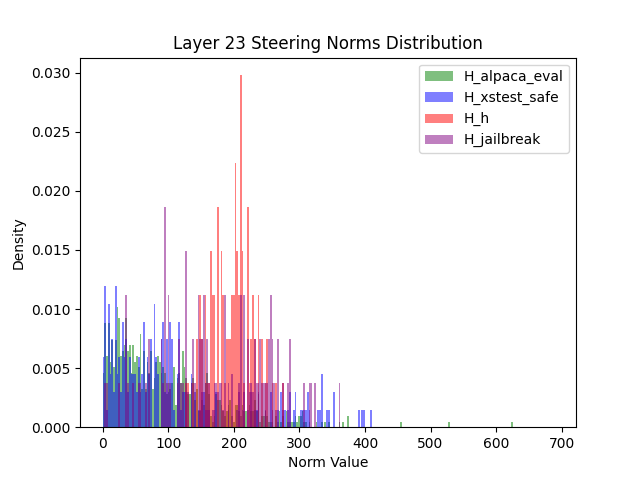 Layer 23 Steering Norms Distribution
H_alpaca_eval
H_xstest_safe
H_h
H_jailbreak
Density
0.030
0.025
0.020
0.015
0.010
0.005
0.000
0 100 200 300 400 500 600 700
Norm Value